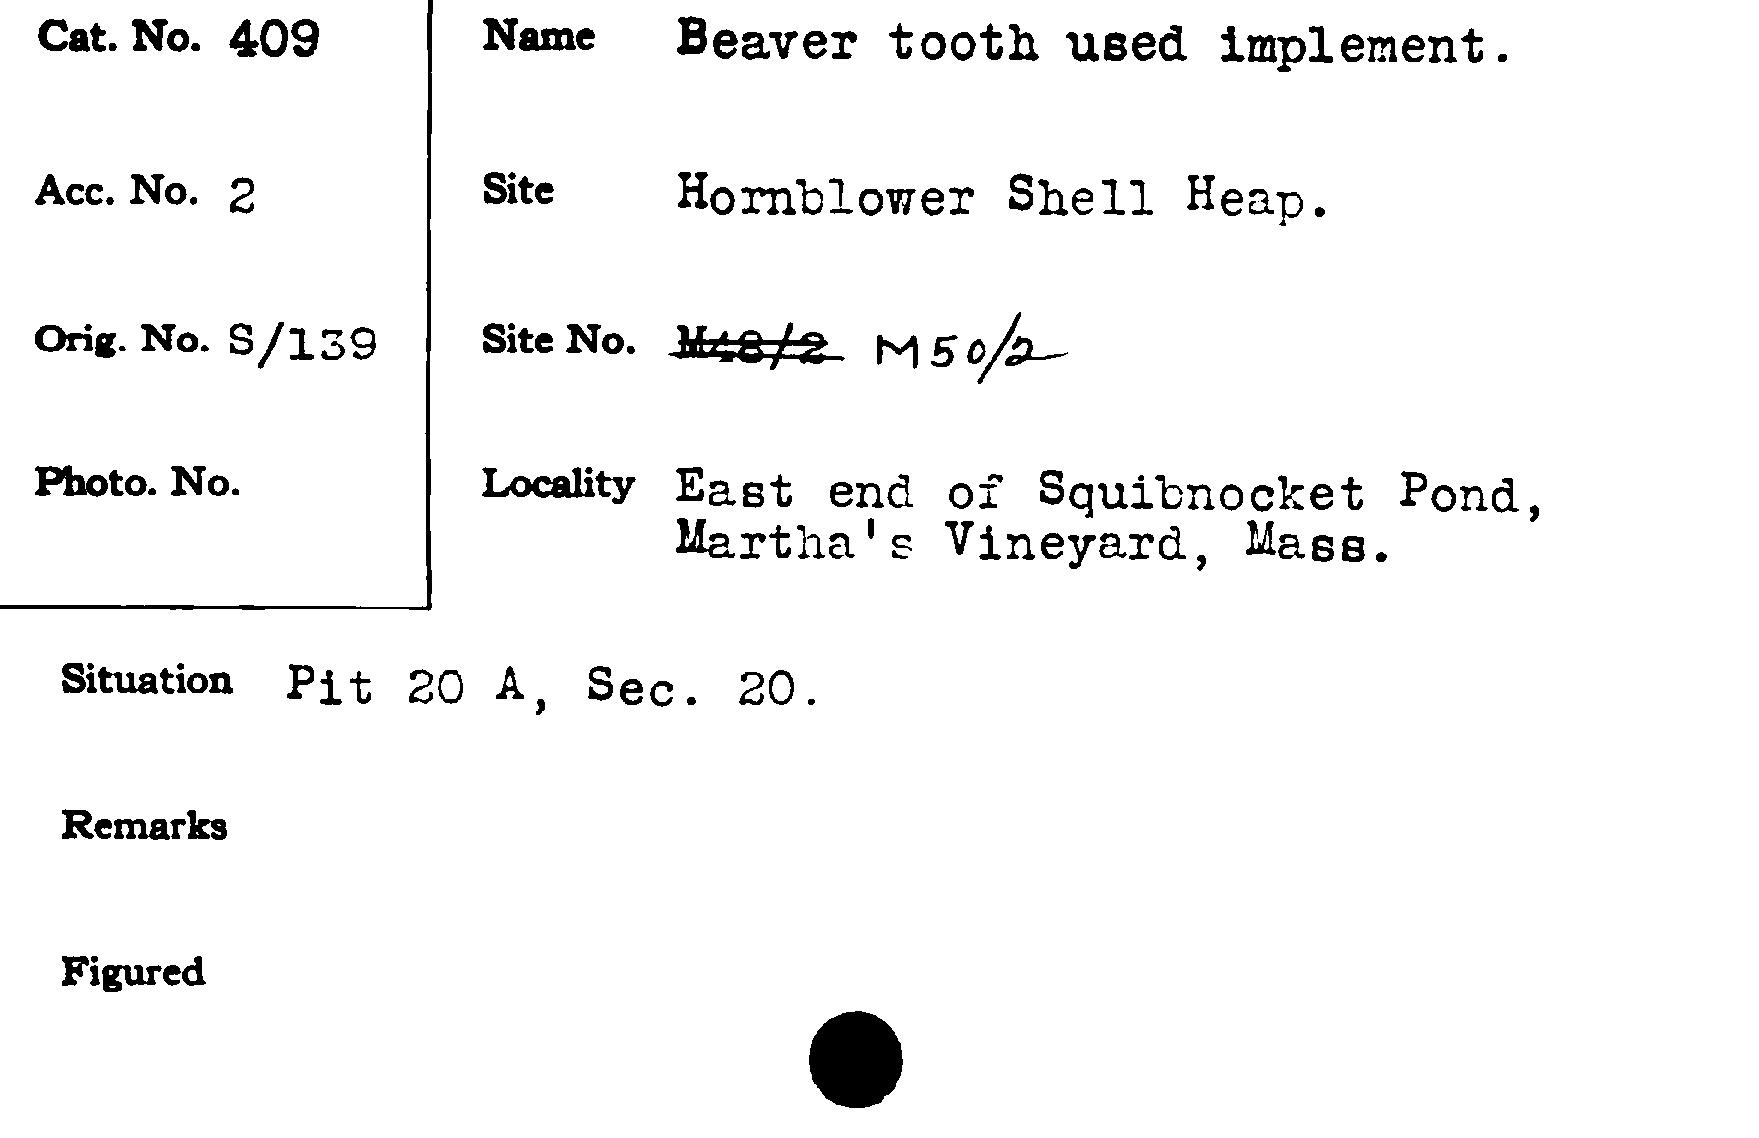 Cat. No. 409
Acc. No. 2
Orig. No. S/139
Photo. No.
Name Beaver tooth used implement.
Site Hornblower Shell Heap.
Site No. M48/2 M50/2
Locality East end of Squibnocket Pond,
Martha's Vineyard, Mass.
Situation Pit 20 A, Sec. 20.
Remarks
Figured